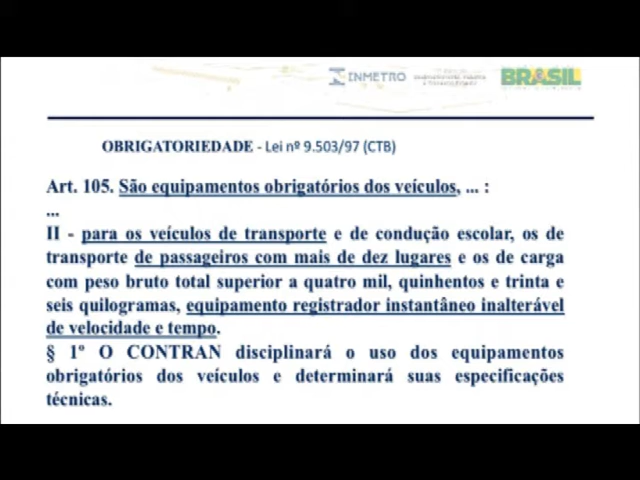 INMETRO
BRASIL
OBRIGATORIEDADE - Lei nº 9.503/97 (CTB)
Art. 105. São equipamentos obrigatórios dos veículos, ... :
...
II - para os veículos de transporte e de condução escolar, os de
transporte de passageiros com mais de dez lugares e os de carga
com peso bruto total superior a quatro mil, quinhentos e trinta e
seis quilogramas, equipamento registrador instantâneo inalterável
de velocidade e tempo.
§ 1º O CONTRAN disciplinará o uso dos equipamentos
obrigatórios dos veículos e determinará suas especificações
técnicas.